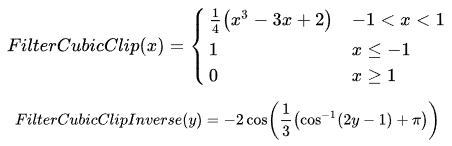 FilterCubicClip(x) = { 1/4 (x³ − 3x + 2)   −1 < x < 1
1   x ≤ −1
0   x ≥ 1
FilterCubicClipInverse(y) = −2 cos( 1/3 (cos⁻¹(2y − 1) + π) )